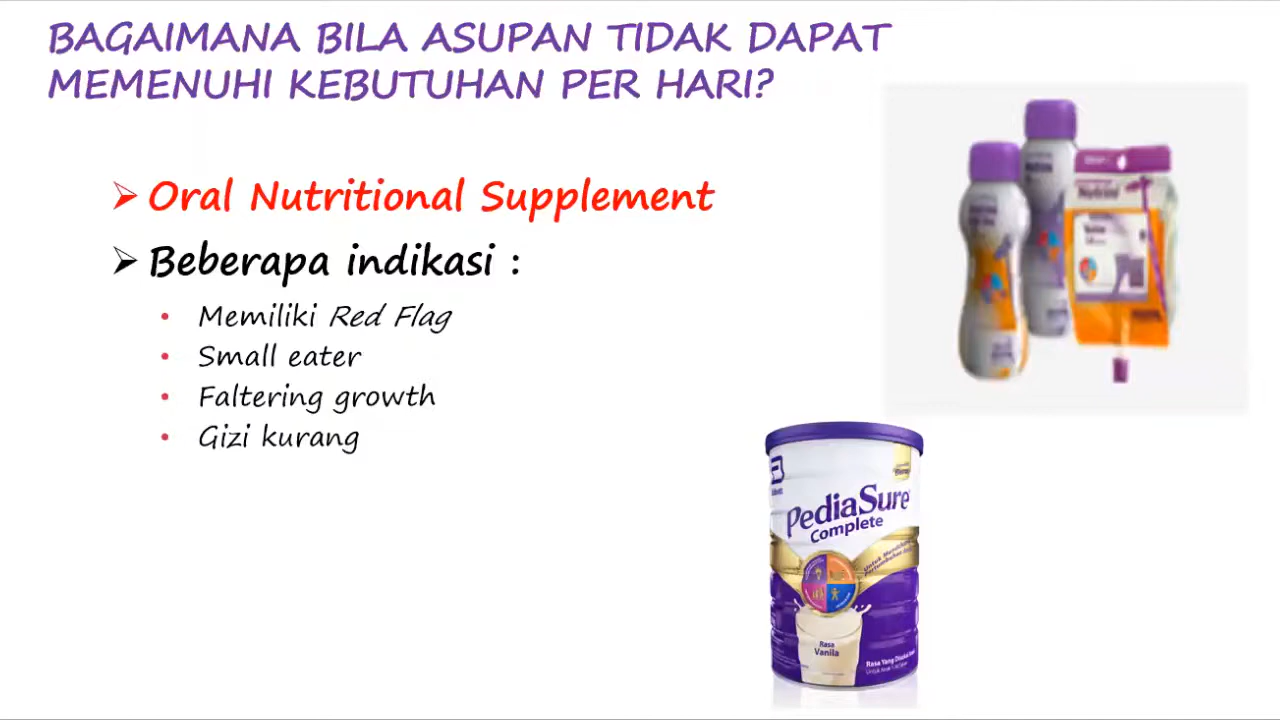 BAGAIMANA BILA ASUPAN TIDAK DAPAT
MEMENUHI KEBUTUHAN PER HARI?
Oral Nutritional Supplement
Beberapa indikasi :
Memiliki Red Flag
Small eater
Faltering growth
Gizi kurang
PediaSure
Complete
Rasa
Vanila